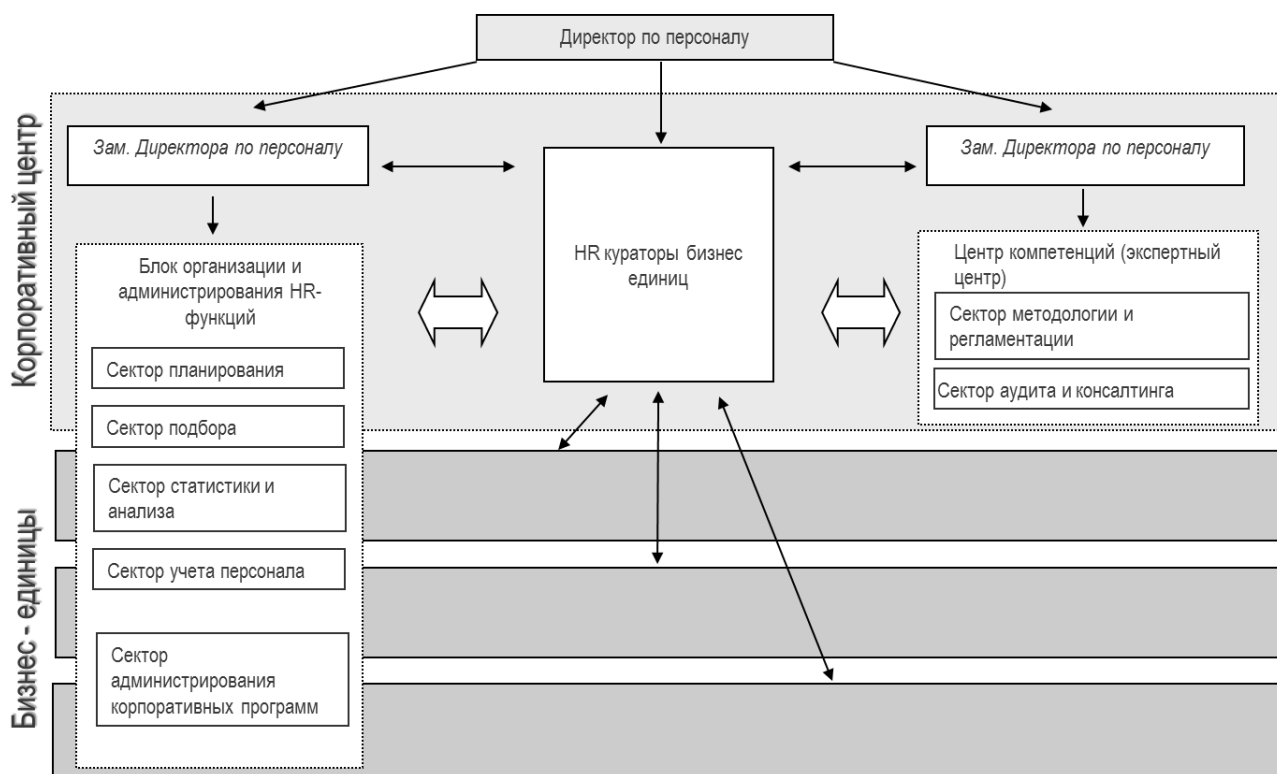 Директор по персоналу
Корпоративный центр
Зам. Директора по персоналу
Зам. Директора по персоналу
HR кураторы бизнес
единиц
Блок организации и
администрирования HR-
функций
Сектор планирования
Сектор подбора
Сектор статистики и
анализа
Сектор учета персонала
Сектор
администрирования
корпоративных программ
Центр компетенций (экспертный
центр)
Сектор методологии и
регламентации
Сектор аудита и консалтинга
Бизнес - единицы